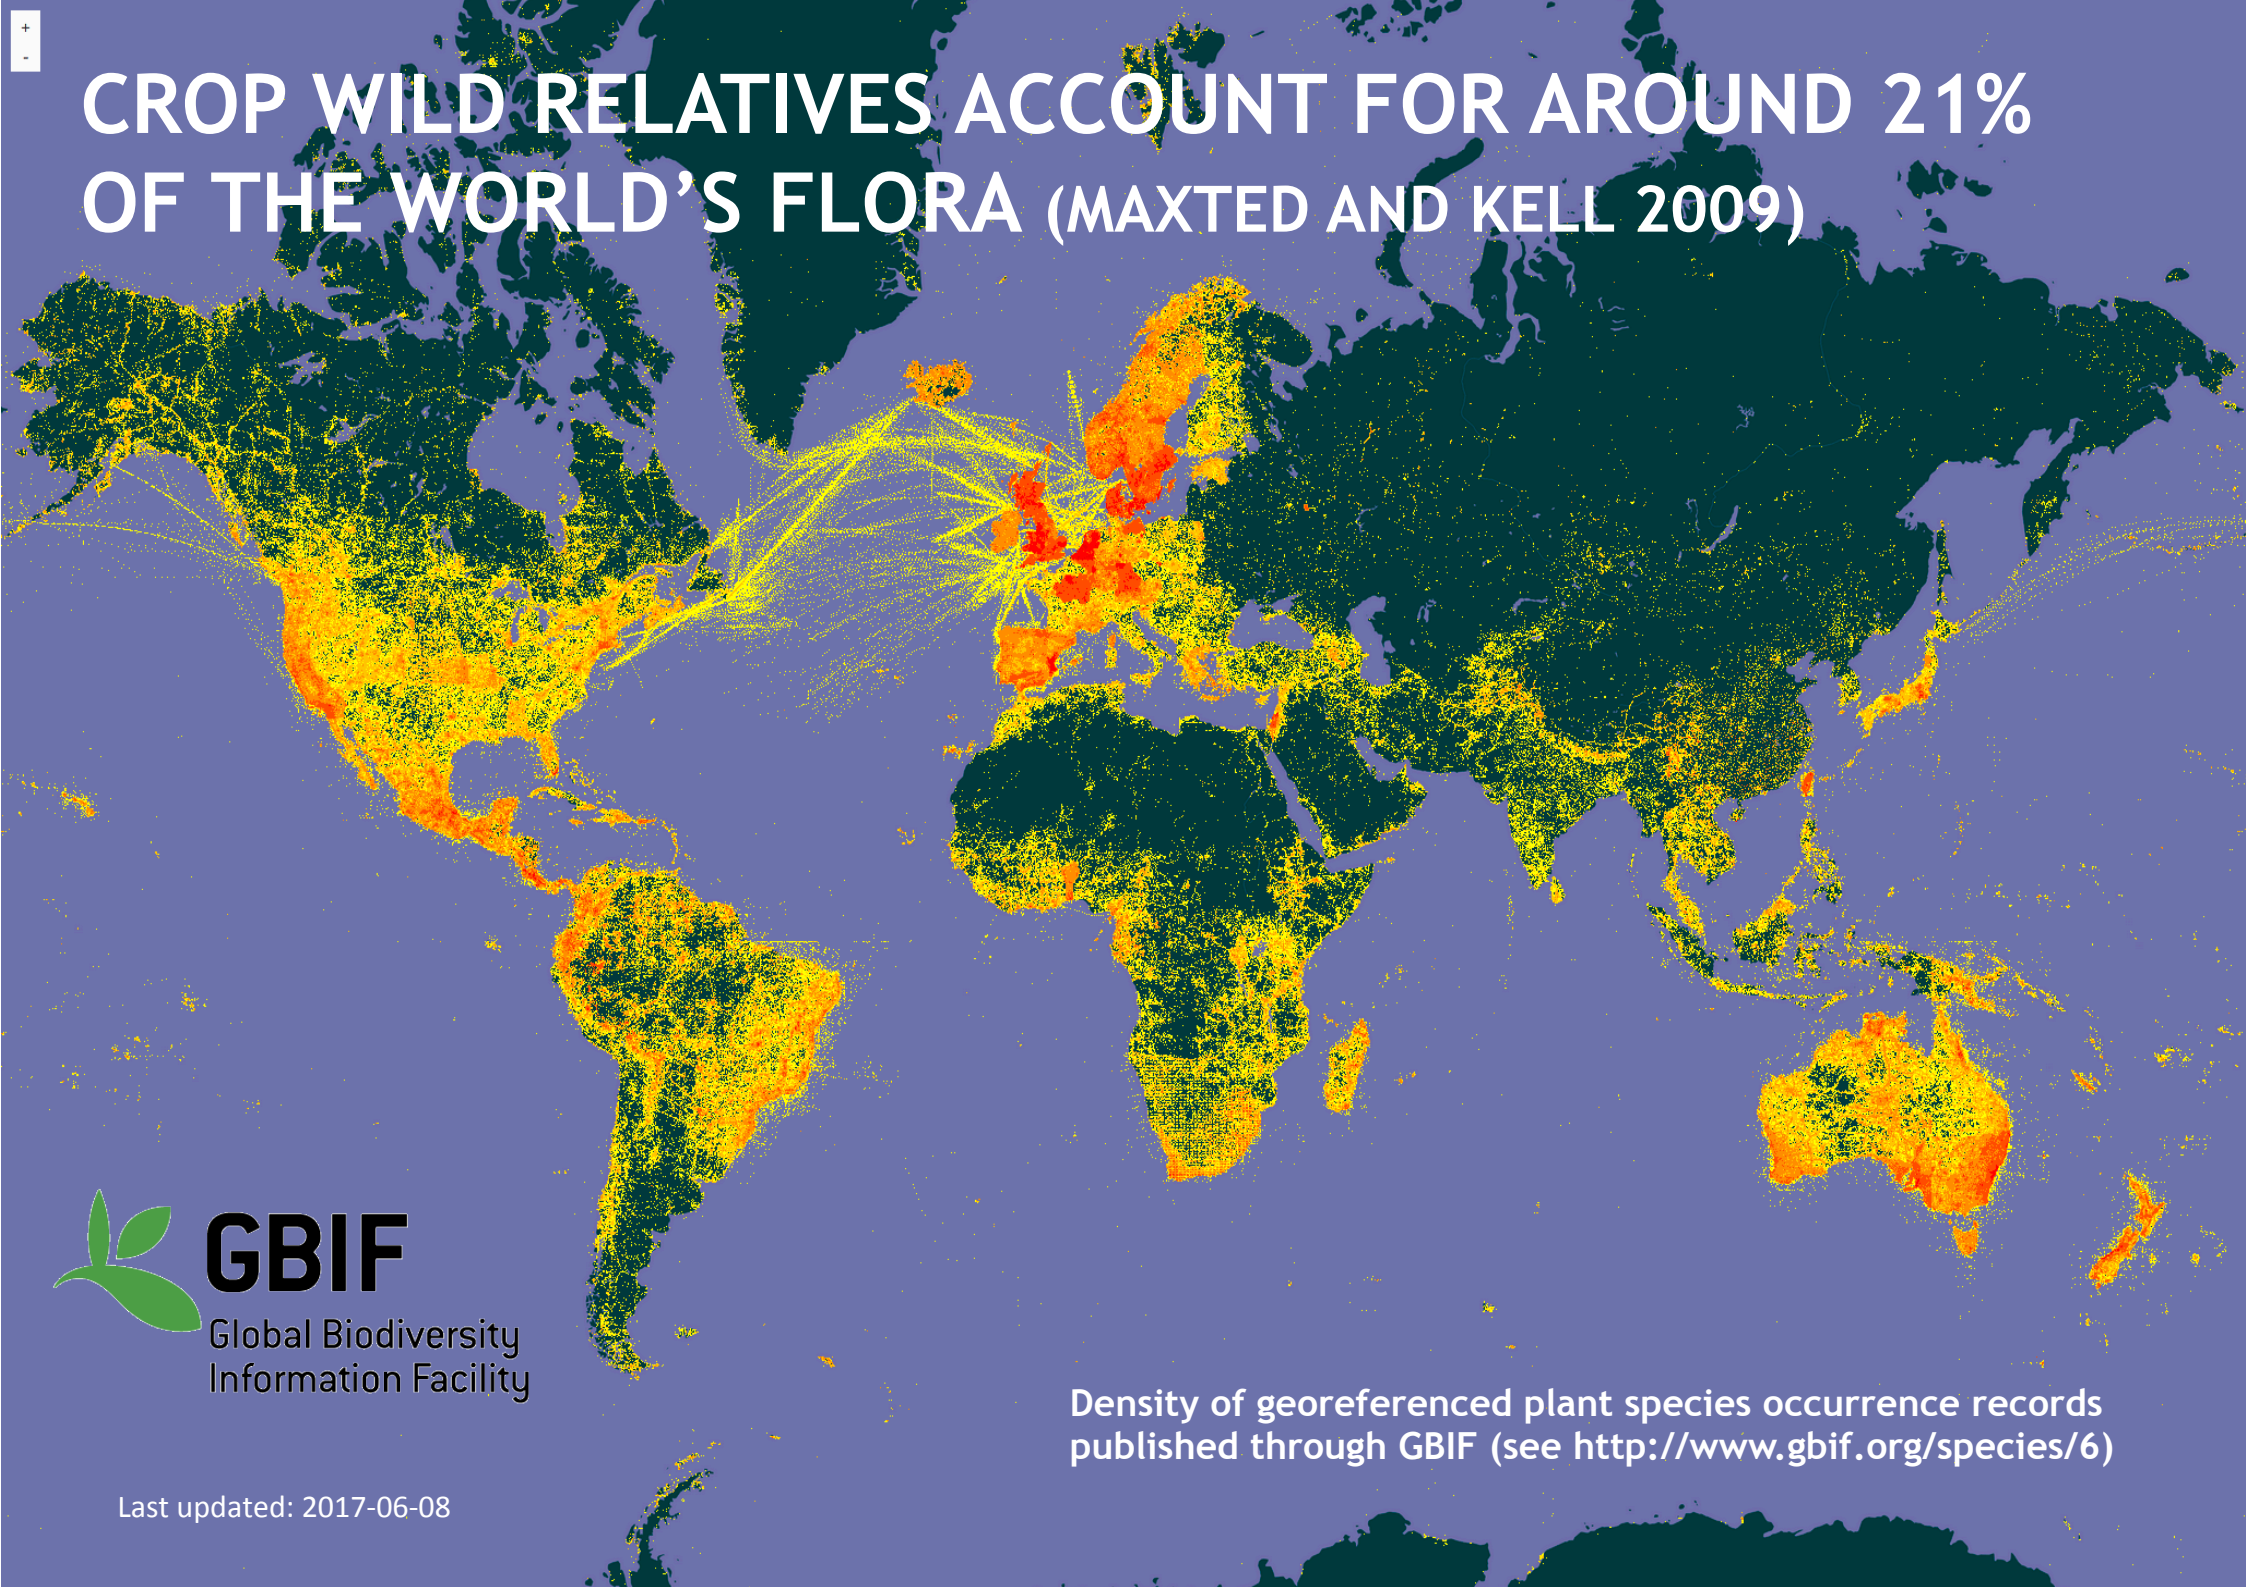 +
-
CROP WILD RELATIVES ACCOUNT FOR AROUND 21%
OF THE WORLD’S FLORA (MAXTED AND KELL 2009)
GBIF
Global Biodiversity
Information Facility
Density of georeferenced plant species occurrence records
published through GBIF (see http://www.gbif.org/species/6)
Last updated: 2017-06-08